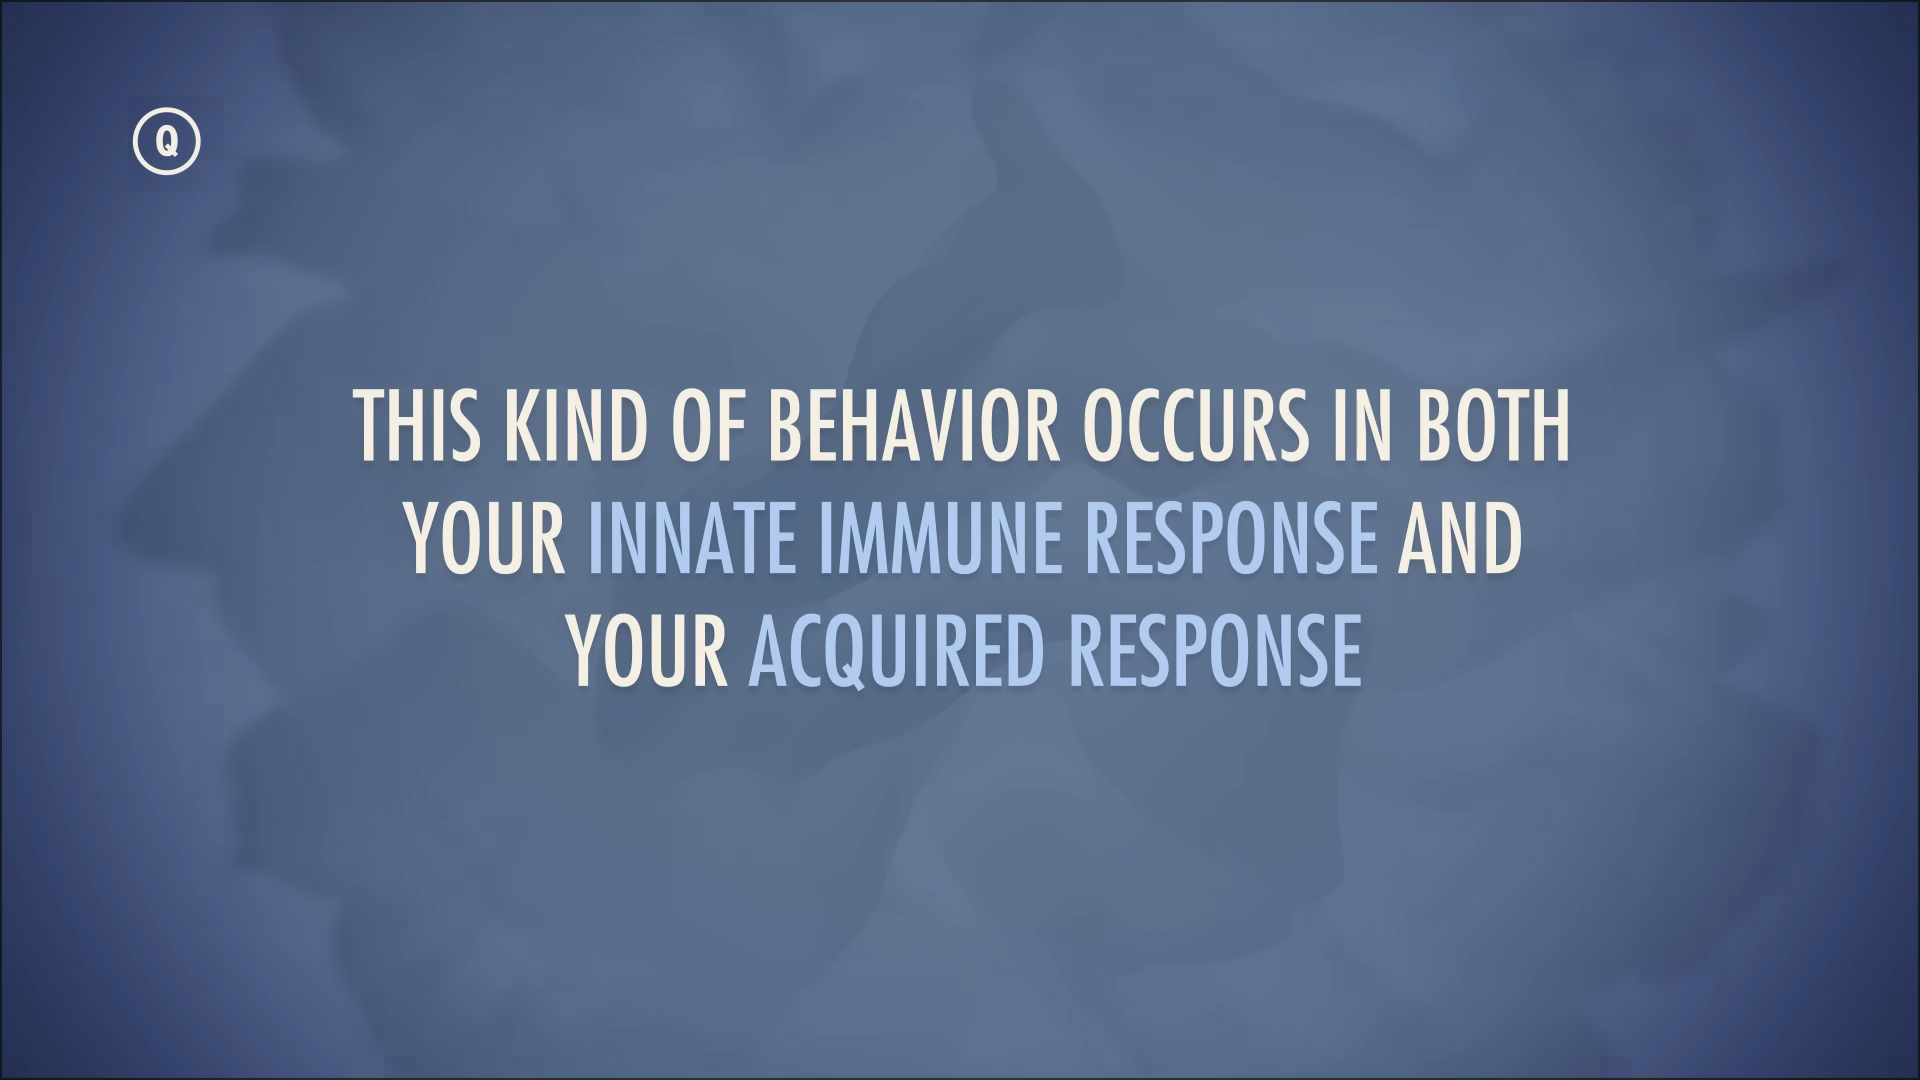 Q
THIS KIND OF BEHAVIOR OCCURS IN BOTH
YOUR INNATE IMMUNE RESPONSE AND
YOUR ACQUIRED RESPONSE